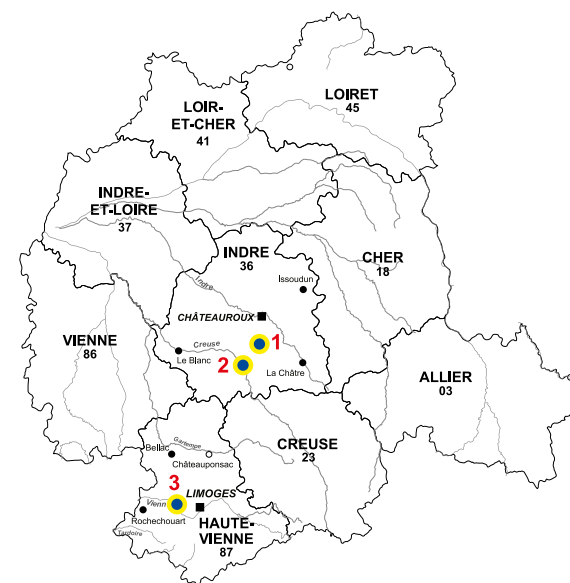 LOIRET
45
LOIR-
ET-CHER
41
INDRE-
ET-LOIRE
37
INDRE
36
CHER
18
Issoudun
Indre
CHÂTEAUROUX
1
VIENNE
86
Creuse
Le Blanc
2
La Châtre
ALLIER
03
Gartempe
Bellac
Châteauponsac
CREUSE
23
3
LIMOGES
Vienn
Rochechouart
HAUTE-
VIENNE
87
Tardoire